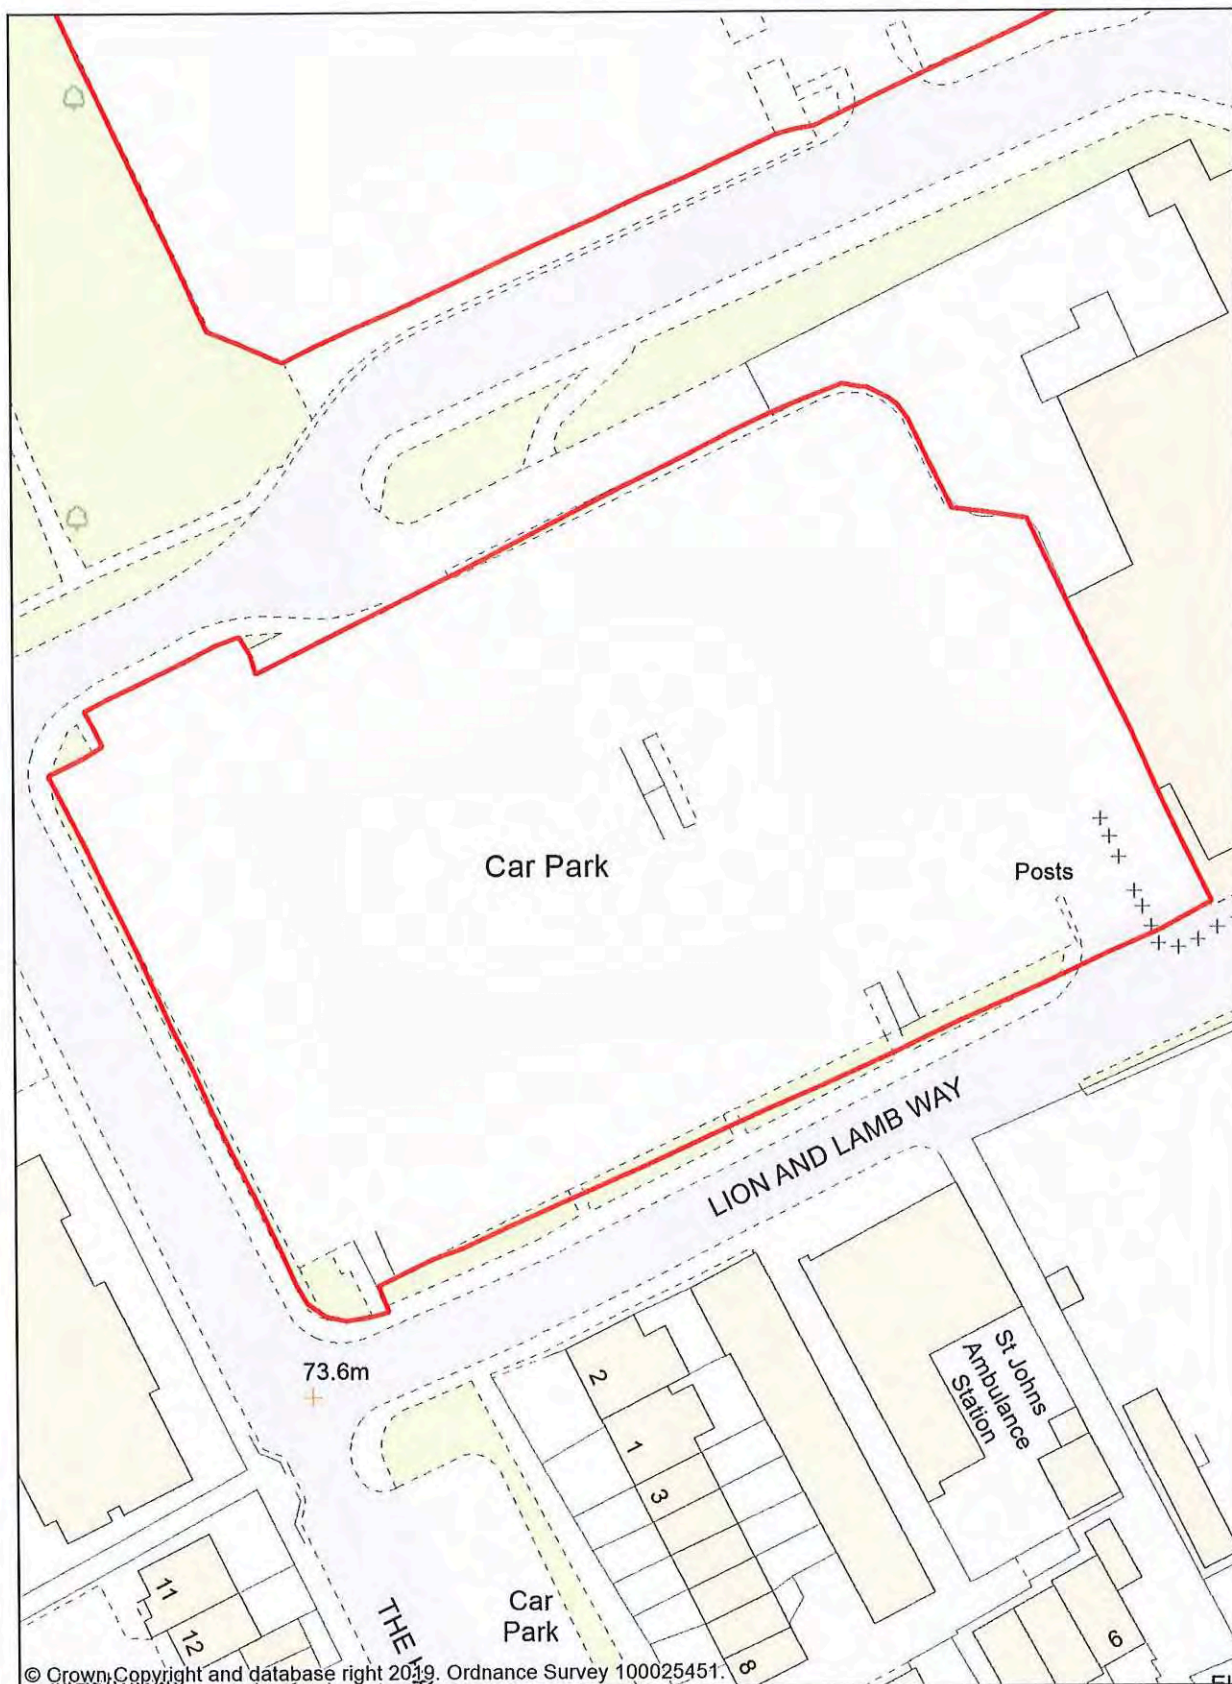 Car Park
Posts
LION AND LAMB WAY
73.6m
2
1
3
St Johns
Ambulance
Station
11
12
THE
Car
Park
8
6
© Crown Copyright and database right 2019. Ordnance Survey 100025451.